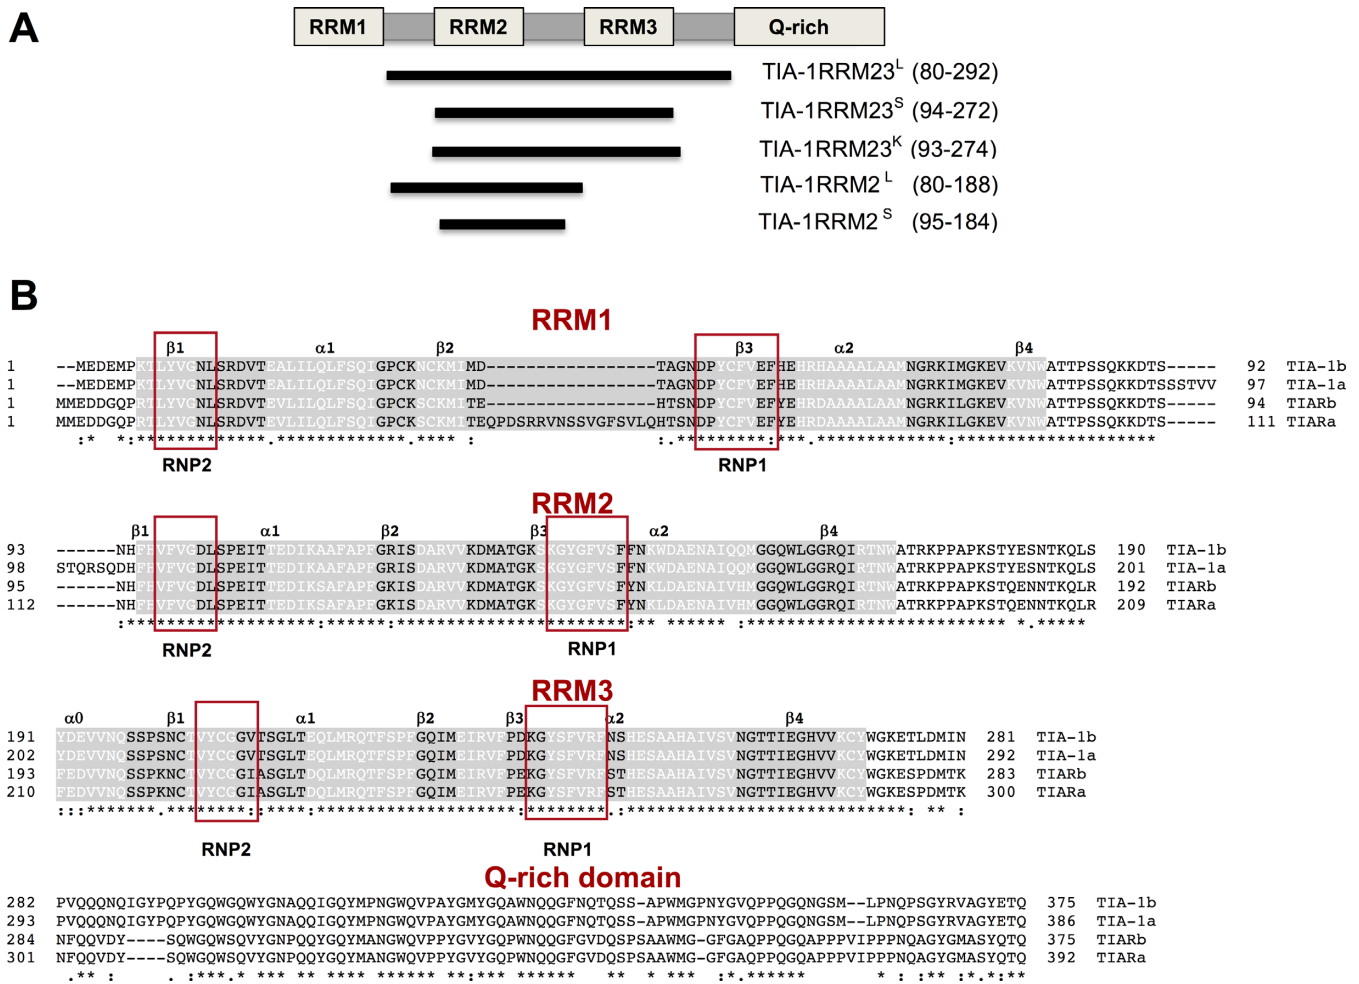 A
RRM1 RRM2 RRM3 Q-rich
TIA-1RRM23L (80-292)
TIA-1RRM23S (94-272)
TIA-1RRM23K (93-274)
TIA-1RRM2 L (80-188)
TIA-1RRM2 S (95-184)
B
RRM1
β1 α1 β2 β3 α2 β4
1 --MEDEMPKTLYVGNLSRDVTEALILQLFSQIGPCKNCKMIMD-----------------TAGNDPYCFVEFHEHRHAAAALAAMNGRKIMGKEVKVNWATTPSSQKKDTS----- 92 TIA-1b
1 --MEDEMPKTLYVGNLSRDVTEVLILQLFSQIGPCKSCKMITE-----------------HTSNDPYCFVEFYEHRDAAAALAAMNGRKILGKEVKVNWATTPSSQKKDTSSSTVV 97 TIA-1a
1 MMEDDGQPRTLYVGNLSRDVTEVLILQLFSQIGPCKSCKMITE-----------------HTSNDPYCFVEFYEHRDAAAALAAMNGRKILGKEVKVNWATTPSSQKKDTS----- 94 TIARb
1 MMEDDGQPRTLYVGNLSRDVTEVLILQLFSQIGPCKSCKMITEQPDSRRVNSSVGFSVLQHTSNDPYCFVEFYEHRDAAAALAAMNGRKILGKEVKVNWATTPSSQKKDTS----- 111 TIARa
RNP2 RNP1
RRM2
β1 α1 β2 β3 α2 β4
93 ------NHFHVFVGDLSPEITTEDIKAAFAPFGRISDARVVKDMATGKSKGYGFVSFFNKWDAENAIQQMGGQWLGGRQIRTNWATRKPPAPKSTYESNTKQLS 190 TIA-1b
98 STQRSQDHFHVFVGDLSPEITTEDIKAAFAPFGRISDARVVKDMATGKSKGYGFVSFFNKWDAENAIQQMGGQWLGGRQIRTNWATRKPPAPKSTYESNTKQLS 201 TIA-1a
95 ------NHFHVFVGDLSPEITTEDIKSAFAPFGKISDARVVKDMATGKSKGYGFVSFYNKLDAENAIVHMGGQWLGGRQIRTNWATRKPPAPKSTQENNTKQLR 192 TIARb
112 ------NHFHVFVGDLSPEITTEDIKSAFAPFGKISDARVVKDMATGKSKGYGFVSFYNKLDAENAIVHMGGQWLGGRQIRTNWATRKPPAPKSTQENNTKQLR 209 TIARa
RNP2 RNP1
RRM3
α0 β1 α1 β2 β3 α2 β4
191 YDEVVNQSSPSNCTVYCGGVTSGLTEQLMRQTFSPFGQIMEIRVFPDKGYSFVRFNSHESAAHAIVSVNGTTIEGHVVKCYWGKETLDMIN 281 TIA-1b
202 YDEVVNQSSPSNCTVYCGGVTSGLTEQLMRQTFSPFGQIMEIRVFPDKGYSFVRFNSHESAAHAIVSVNGTTIEGHVVKCYWGKETLDMIN 292 TIA-1a
193 FEDVVNQSSPKNCTVYCGGIASGLTDQLMRQTFSPFGQIMEIRVFPEKGYSFVRFSTHESAAHAIVSVNGTTIEGHVVKCYWGKESPDMTK 283 TIARb
210 FEDVVNQSSPKNCTVYCGGIASGLTDQLMRQTFSPFGQIMEIRVFPEKGYSFVRFSTHESAAHAIVSVNGTTIEGHVVKCYWGKESPDMTK 300 TIARa
RNP2 RNP1
Q-rich domain
282 PVQQQNQIGYPQPYGQWGQWYGNAQQIGQYMPNGWQVPAYGMYGQAWNQQGFNQTQSS-APWMGPNYGVQPPQGQNGSM--LPNQPSGYRVAGYETQ 375 TIA-1b
293 PVQQQNQIGYPQPYGQWGQWYGNAQQIGQYMPNGWQVPAYGMYGQAWNQQGFNQTQSS-APWMGPNYGVQPPQGQNGSM--LPNQPSGYRVAGYETQ 386 TIA-1a
284 NFQQVDY----SQWGQWSQVYGNPQQYGQYMANGWQVPPYGVYGQPWNQQGFGVDQSPSAAWMG-GFGAQPPQGQAPPPVIPPPNQAGYGMASYQTQ 375 TIARb
301 NFQQVDY----SQWGQWSQVYGNPQQYGQYMANGWQVPPYGVYGQPWNQQGFGVDQSPSAAWMG-GFGAQPPQGQAPPPVIPPPNQAGYGMASYQTQ 392 TIARa